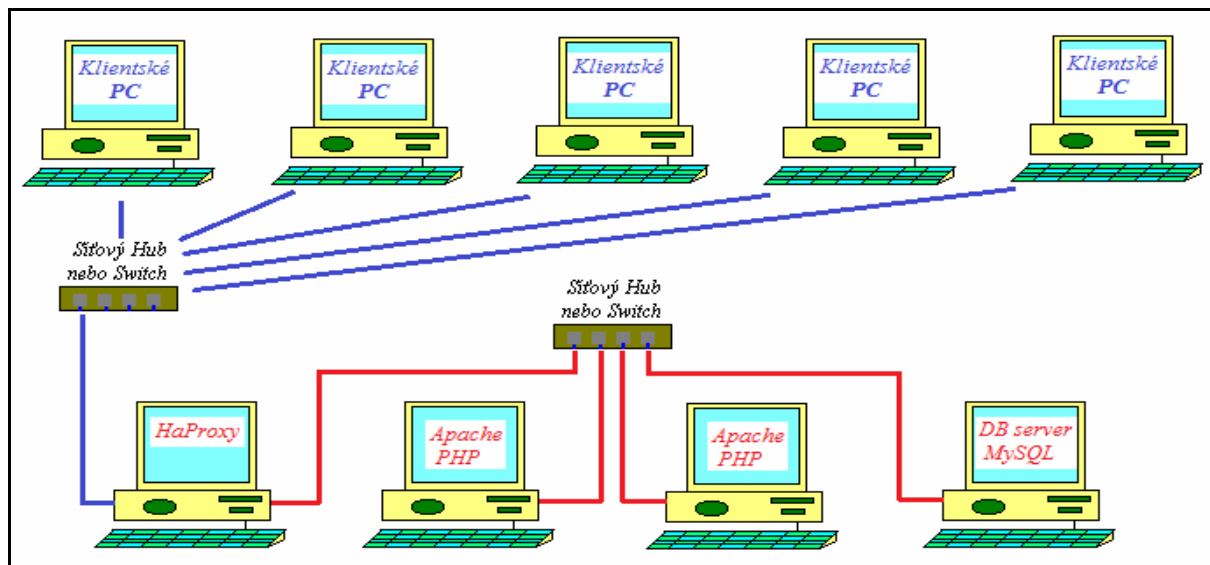 Klientské
PC
Klientské
PC
Klientské
PC
Klientské
PC
Klientské
PC
Síťový Hub
nebo Switch
Síťový Hub
nebo Switch
HaProxy
Apache
PHP
Apache
PHP
DB server
MySQL